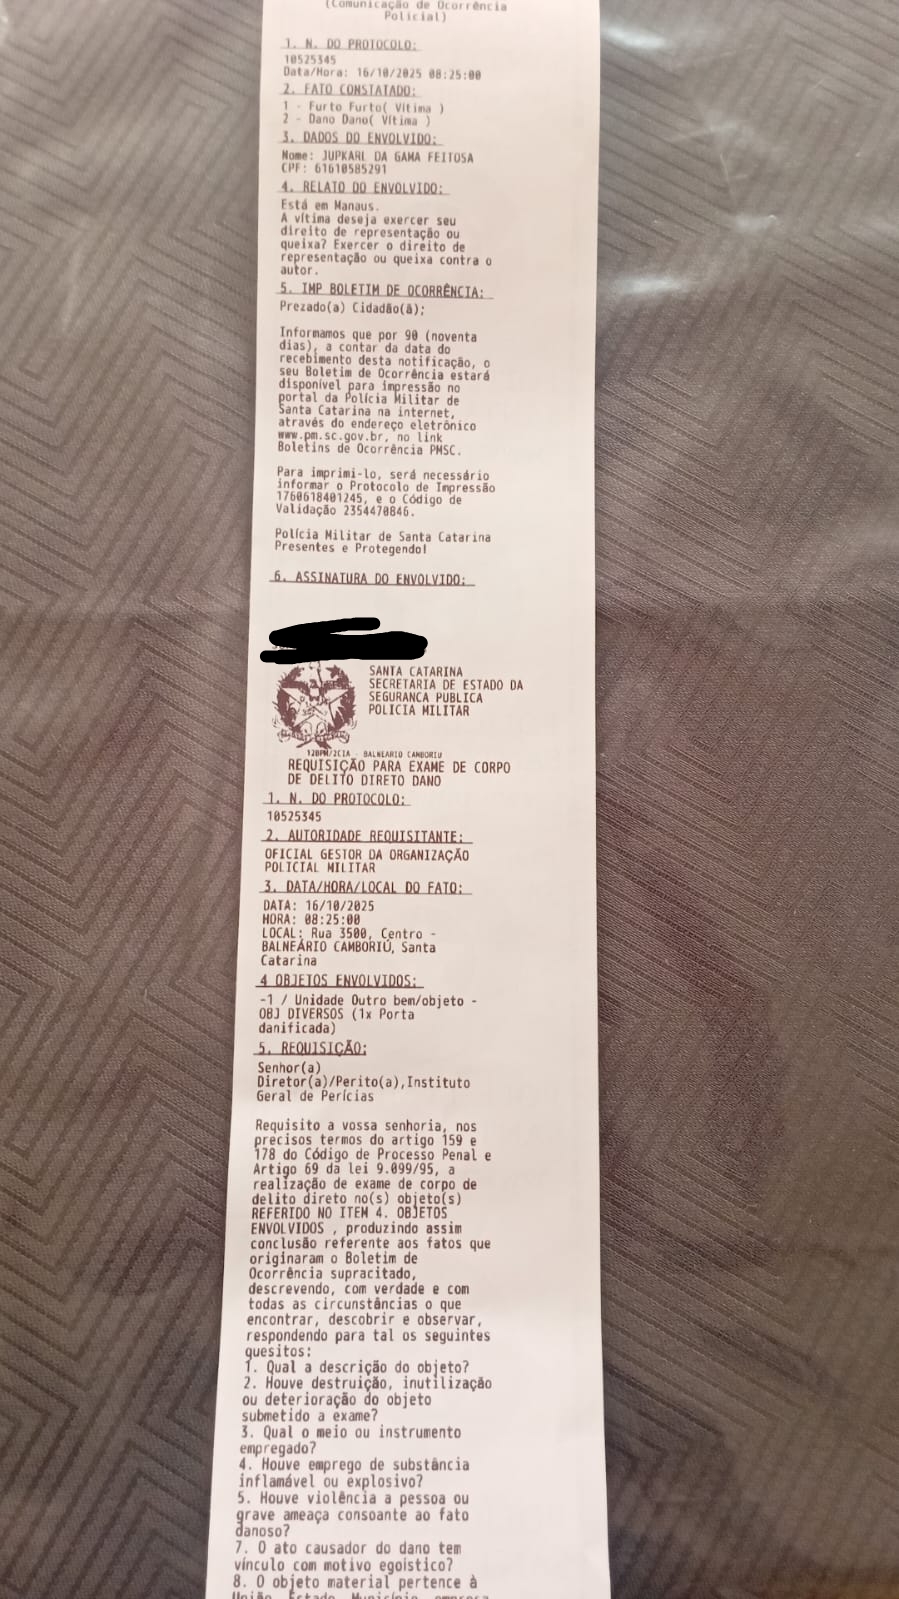 (Comunicação de Ocorrência
Policial)
1. N. DO PROTOCOLO:
10525345
Data/Hora: 16/10/2025 08:25:00
2. FATO CONSTATADO:
1 - Furto Furto( Vítima )
2 - Dano Dano( Vítima )
3. DADOS DO ENVOLVIDO:
Nome: JUPKARL DA GAMA FEITOSA
CPF: 61610585291
4. RELATO DO ENVOLVIDO:
Está em Manaus.
A vítima deseja exercer seu
direito de representação ou
queixa? Exercer o direito de
representação ou queixa contra o
autor.
5. IMP BOLETIM DE OCORRÊNCIA:
Prezado(a) Cidadão(ã);
Informamos que por 90 (noventa
dias), a contar da data do
recebimento desta notificação, o
seu Boletim de Ocorrência estará
disponível para impressão no
portal da Polícia Militar de
Santa Catarina na internet,
através do endereço eletrônico
www.pm.sc.gov.br, no link
Boletins de Ocorrência PMSC.
Para imprimi-lo, será necessário
informar o Protocolo de Impressão
1760618401245, e o Código de
Validação 2354470846.
Polícia Militar de Santa Catarina
Presentes e Protegendo!
6. ASSINATURA DO ENVOLVIDO:
SANTA CATARINA
SECRETARIA DE ESTADO DA
SEGURANCA PUBLICA
POLICIA MILITAR
12BPM/2CIA - BALNEARIO CAMBORIU
REQUISIÇÃO PARA EXAME DE CORPO
DE DELITO DIRETO DANO
1. N. DO PROTOCOLO:
10525345
2. AUTORIDADE REQUISITANTE:
OFICIAL GESTOR DA ORGANIZAÇÃO
POLICIAL MILITAR
3. DATA/HORA/LOCAL DO FATO:
DATA: 16/10/2025
HORA: 08:25:00
LOCAL: Rua 3500, Centro -
BALNEÁRIO CAMBORIÚ, Santa
Catarina
4 OBJETOS ENVOLVIDOS:
-1 / Unidade Outro bem/objeto -
OBJ DIVERSOS (1x Porta
danificada)
5. REQUISIÇÃO:
Senhor(a)
Diretor(a)/Perito(a),Instituto
Geral de Perícias
Requisito a vossa senhoria, nos
precisos termos do artigo 159 e
178 do Código de Processo Penal e
Artigo 69 da lei 9.099/95, a
realização de exame de corpo de
delito direto no(s) objeto(s)
REFERIDO NO ITEM 4. OBJETOS
ENVOLVIDOS , produzindo assim
conclusão referente aos fatos que
originaram o Boletim de
Ocorrência supracitado,
descrevendo, com verdade e com
todas as circunstâncias o que
encontrar, descobrir e observar,
respondendo para tal os seguintes
quesitos:
1. Qual a descrição do objeto?
2. Houve destruição, inutilização
ou deterioração do objeto
submetido a exame?
3. Qual o meio ou instrumento
empregado?
4. Houve emprego de substância
inflamável ou explosivo?
5. Houve violência a pessoa ou
grave ameaça consoante ao fato
danoso?
7. O ato causador do dano tem
vínculo com motivo egoístico?
8. O objeto material pertence à
União, Estado, Município, empresa